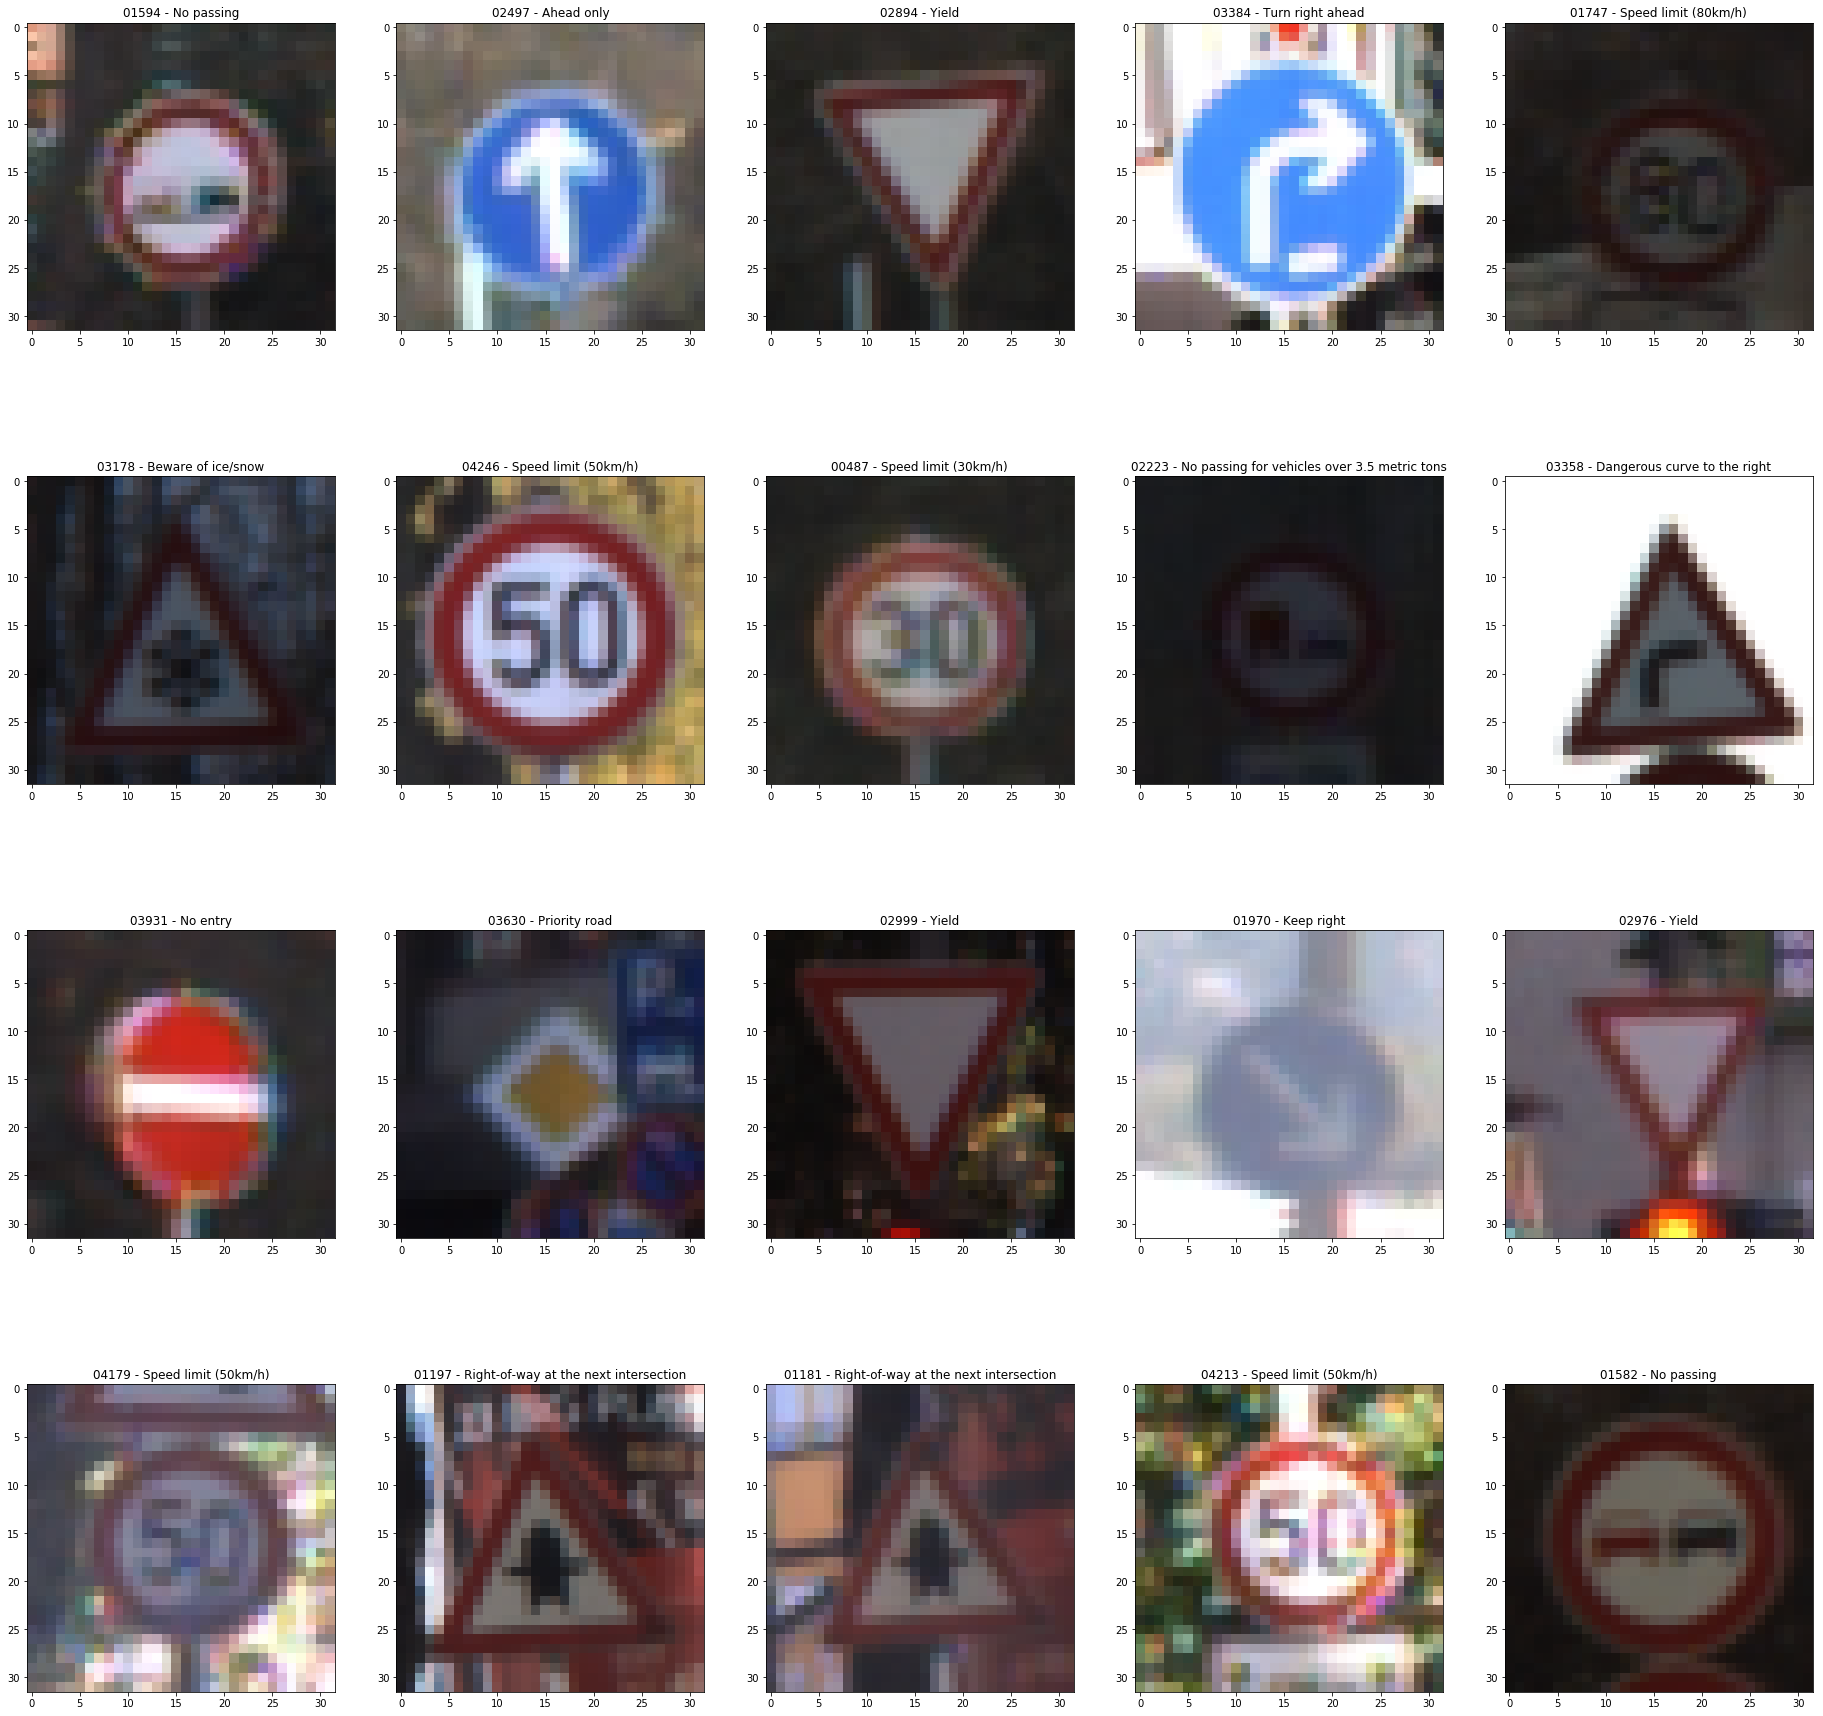 01594 - No passing
02497 - Ahead only
02894 - Yield
03384 - Turn right ahead
01747 - Speed limit (80km/h)
0 5 10 15 20 25 30
0 5 10 15 20 25 30
0 5 10 15 20 25 30
0 5 10 15 20 25 30
80
0 5 10 15 20 25 30
0 5 10 15 20 25 30
0 5 10 15 20 25 30
0 5 10 15 20 25 30
0 5 10 15 20 25 30
0 5 10 15 20 25 30
03178 - Beware of ice/snow
04246 - Speed limit (50km/h)
00487 - Speed limit (30km/h)
02223 - No passing for vehicles over 3.5 metric tons
03358 - Dangerous curve to the right
0 5 10 15 20 25 30
0 5 10 15 20 25 30
50
0 5 10 15 20 25 30
30
0 5 10 15 20 25 30
0 5 10 15 20 25 30
0 5 10 15 20 25 30
0 5 10 15 20 25 30
0 5 10 15 20 25 30
0 5 10 15 20 25 30
0 5 10 15 20 25 30
03931 - No entry
03630 - Priority road
02999 - Yield
01970 - Keep right
02976 - Yield
0 5 10 15 20 25 30
0 5 10 15 20 25 30
0 5 10 15 20 25 30
0 5 10 15 20 25 30
0 5 10 15 20 25 30
0 5 10 15 20 25 30
0 5 10 15 20 25 30
0 5 10 15 20 25 30
0 5 10 15 20 25 30
0 5 10 15 20 25 30
04179 - Speed limit (50km/h)
01197 - Right-of-way at the next intersection
01181 - Right-of-way at the next intersection
04213 - Speed limit (50km/h)
01582 - No passing
0 5 10 15 20 25 30
50
0 5 10 15 20 25 30
0 5 10 15 20 25 30
0 5 10 15 20 25 30
50
0 5 10 15 20 25 30
0 5 10 15 20 25 30
0 5 10 15 20 25 30
0 5 10 15 20 25 30
0 5 10 15 20 25 30
0 5 10 15 20 25 30